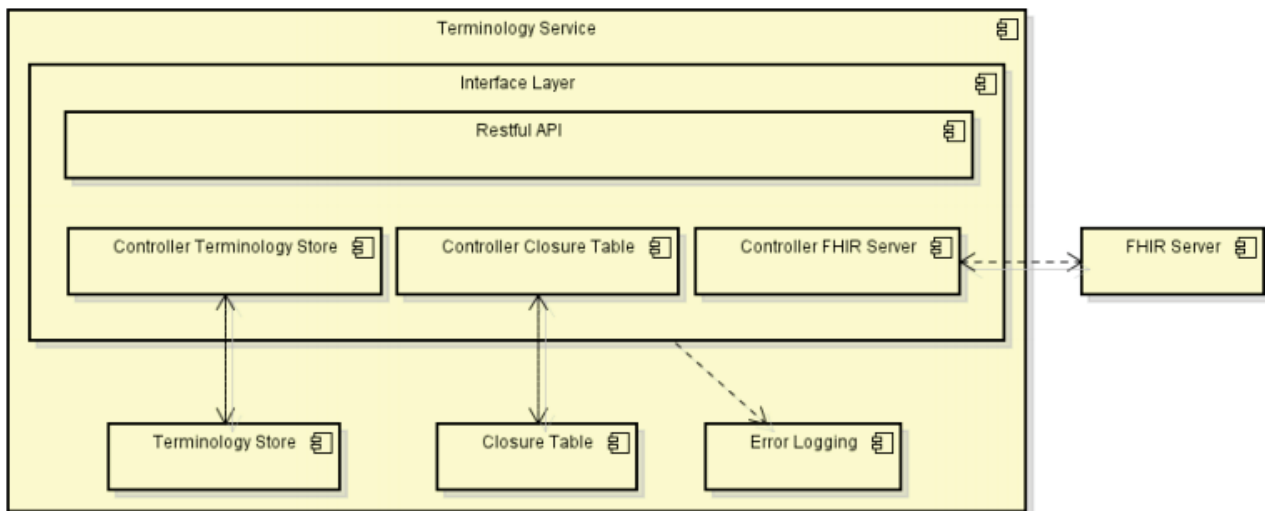 Terminology Service
Interface Layer
Restful API
Controller Terminology Store
Controller Closure Table
Controller FHIR Server
FHIR Server
Terminology Store
Closure Table
Error Logging